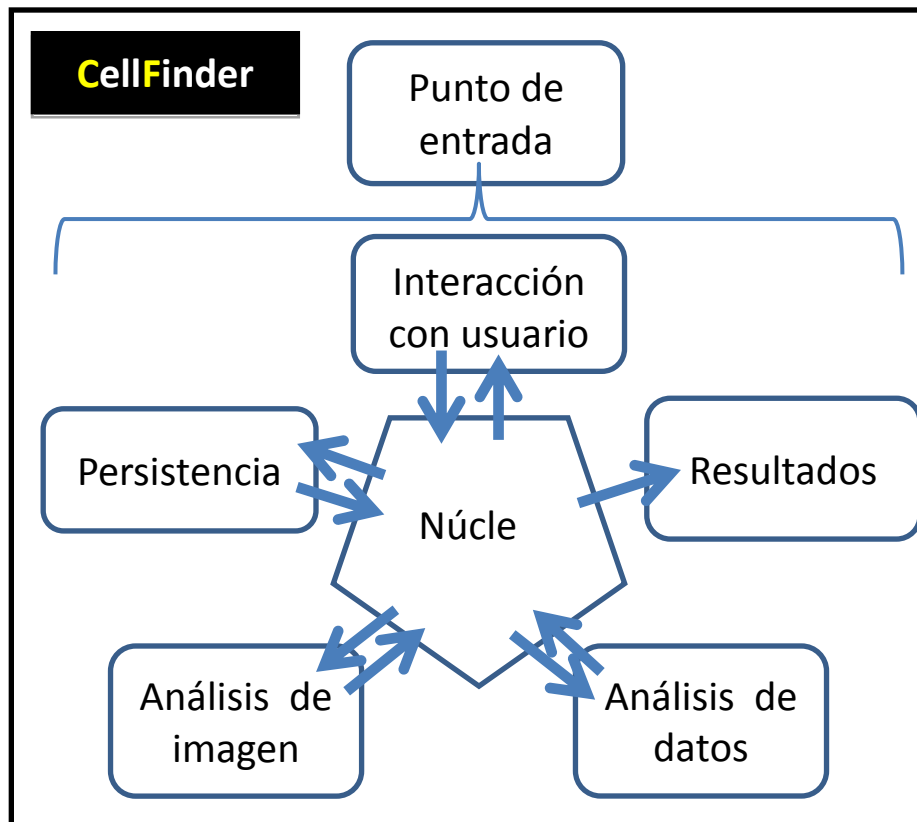 CellFinder
Punto de
entrada
Interacción
con usuario
Persistencia
Resultados
Núcle
Análisis de
imagen
Análisis de
datos